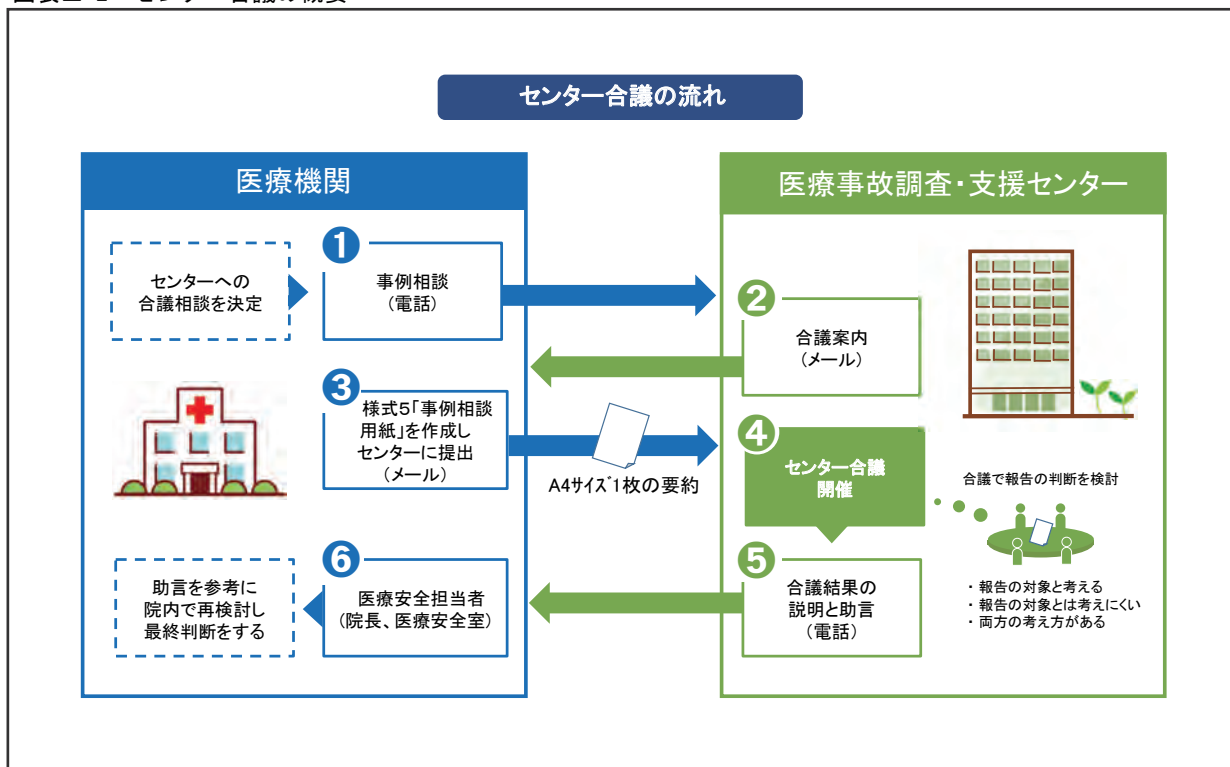 センター合議の流れ
医療機関
センターへの
合議相談を決定
❶
事例相談
(電話)
❸
様式5「事例相談
用紙」を作成し
センターに提出
(メール)
A4サイズ1枚の要約
助言を参考に
院内で再検討し
最終判断をする
❻
医療安全担当者
(院長、医療安全室)
医療事故調査・支援センター
❷
合議案内
(メール)
❹
センター合議
開催
合議で報告の判断を検討
❺
合議結果の
説明と助言
(電話)
・報告の対象と考える
・報告の対象とは考えにくい
・両方の考え方がある